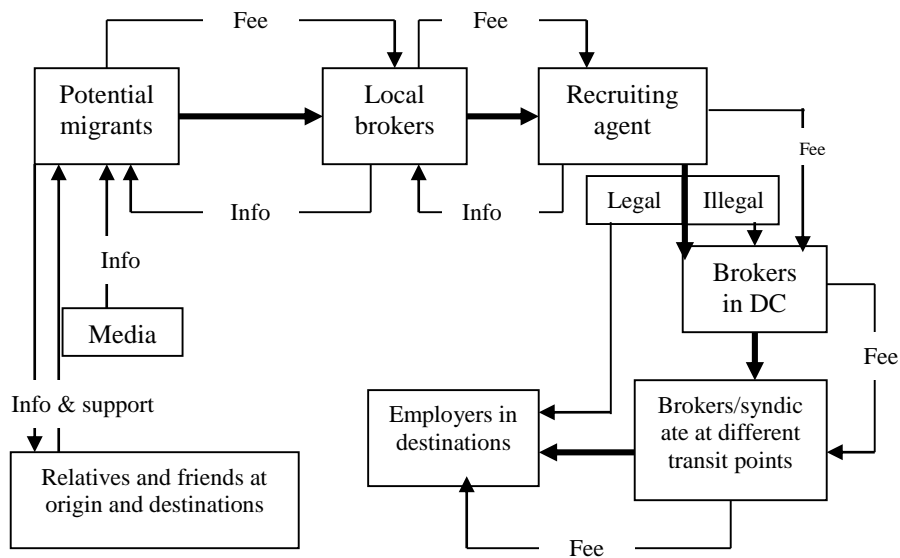 Fee
Fee
Potential
migrants
Local
brokers
Recruiting
agent
Fee
Info
Info
Legal
Illegal
Info
Brokers
in DC
Media
Fee
Info & support
Employers in
destinations
Brokers/syndic
ate at different
transit points
Relatives and friends at
origin and destinations
Fee